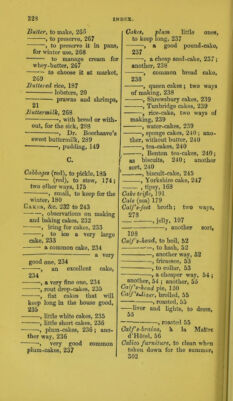 228 INDEX.
Butter, to make, 265
———, to preserve, 267
———, to preserve it in pans,
for winter use, 268
——— to manage cream for
whey-butter, 267
——— to choose it at market,
269
Buttered rice, 187
——— lobsters, 20
——— prawns and shrimps,
21
Buttermilk, 268
———, with bread or with-
out, for the sick, 288
———, Dr. Boerhaave's
sweet buttermilk, 289
———, pudding, 149
C.
Cabbages (red), to pickle, 185
——— (red), to stew, 174;
two other ways, 175
———, small, to keep for the
winter, 180
Cakes, &c. 232 to 243
———, observations on making
and baking cakes, 232
———, icing for cakes, 233
———, to ice a very large
cake, 233
———, a common cake, 234
———, a very
good one, 234
———, an excellent cake,
234
———, a very fine one, 234
———, rout drop-cakes, 235
———, flat cakes that will
keep long in the house good,
235
———, little white cakes, 235
———, little short cakes, 236
———, plum-cakes, 236; ano-
ther way, 236
———, very good common
plum-cakes, 237
Cakes, plum little ones,
to keep long, 237
———, a good pound-cake,
237
———, a cheap seed-cake, 237;
another, 238
———, common bread cake,
238
———, queen cakes; two ways
of making, 238
———, Shrewsbury cakes, 239
———, Tunbridge cakes, 239
———, rice-cake, two ways of
making, 239
———, water-cakes, 239
———, sponge cakes, 240; ano-
ther, without butter, 240
———, tea-cakes, 240
———, Benton tea-cakes, 240;
as biscuits, 240; another
sort, 240
———, biscuit-cake, 245
———, Yorkshire cake, 247
———, tipsy, 168
Cake trifle, 191
Cale (sea) 179
Calf's-feet broth; two ways,
278
———, jelly, 197
———, another sort,
198
Calf's-head, to boil, 52
———, to hash, 52
———, another way, 52
———, fricassee, 53
———, to collar, 53
———, a cheaper way, 54;
another, 54; another, 55
Calf's-head pie, 130
Calf's-liver, broiled, 55
———, roasted, 55
——— liver and lights, to dress,
55
———, roasted, 55
Calf's-brains, à la Maître
d'Hôtel, 56
Calico furniture, to clean when
taken down for the summer,
302